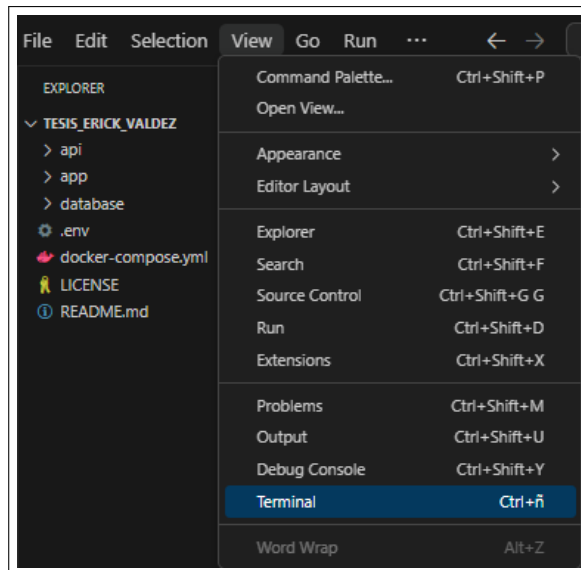 File Edit Selection View Go Run ...
EXPLORER
TESIS_ERICK_VALDEZ
api
app
database
.env
docker-compose.yml
LICENSE
README.md
Command Palette... Ctrl+Shift+P
Open View...
Appearance
Editor Layout
Explorer Ctrl+Shift+E
Search Ctrl+Shift+F
Source Control Ctrl+Shift+G G
Run Ctrl+Shift+D
Extensions Ctrl+Shift+X
Problems Ctrl+Shift+M
Output Ctrl+Shift+U
Debug Console Ctrl+Shift+Y
Terminal Ctrl+ñ
Word Wrap Alt+Z